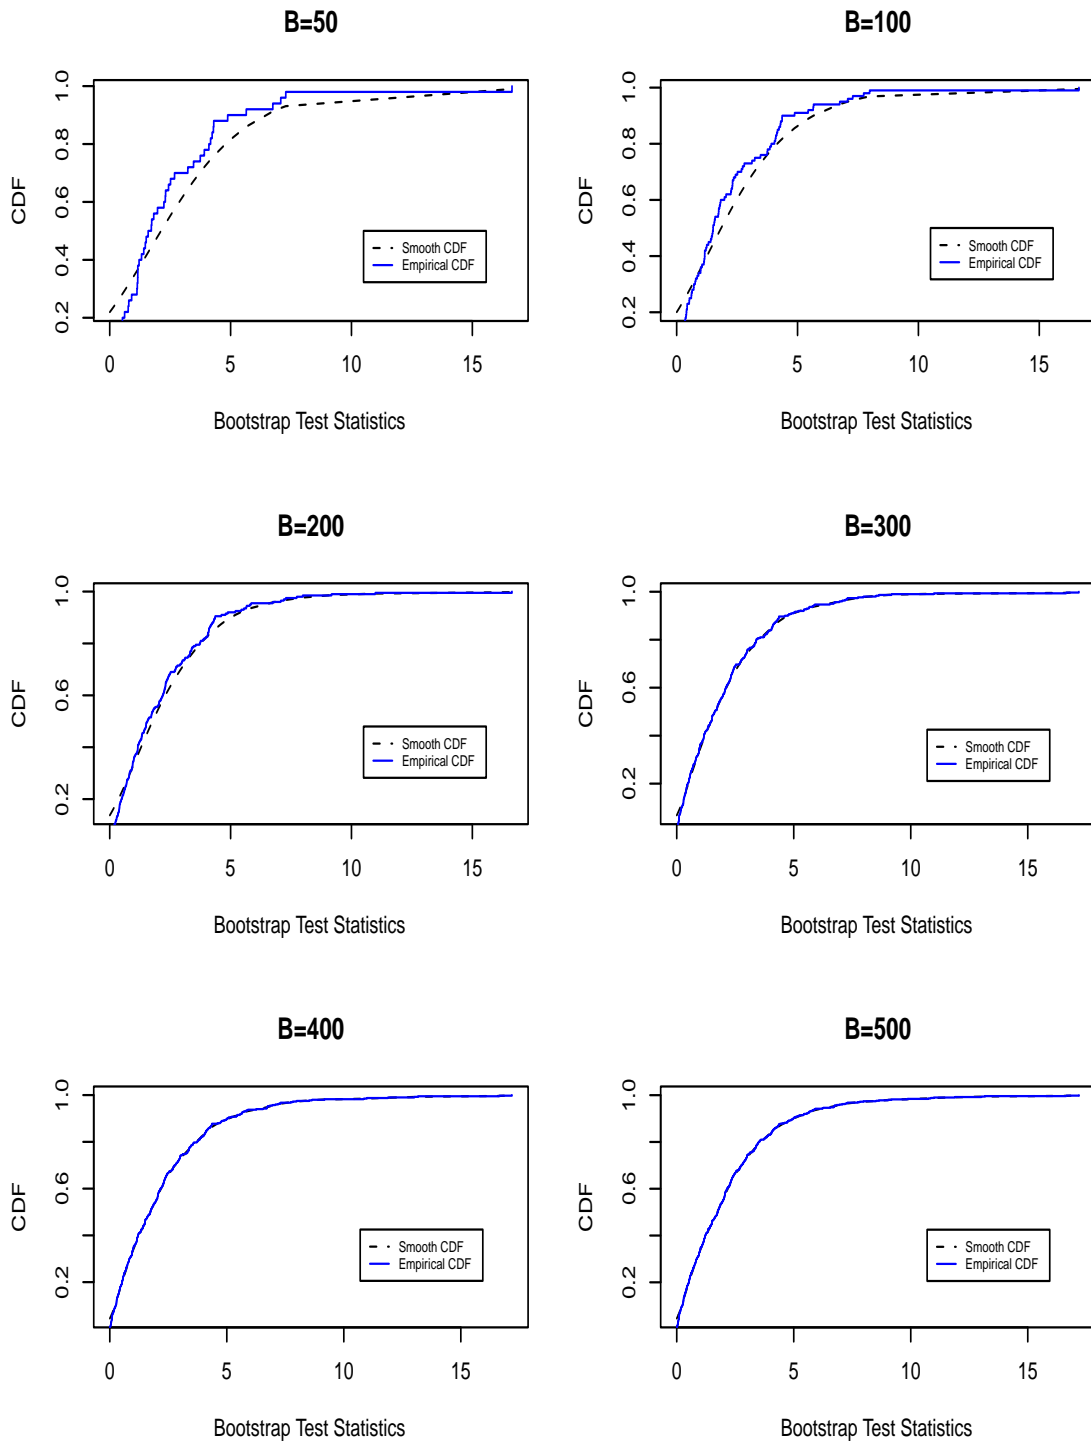 B=50
CDF
0.2 0.4 0.6 0.8 1.0
Smooth CDF
Empirical CDF
0 5 10 15
Bootstrap Test Statistics
B=100
CDF
0.2 0.4 0.6 0.8 1.0
Smooth CDF
Empirical CDF
0 5 10 15
Bootstrap Test Statistics
B=200
CDF
0.2 0.6 1.0
Smooth CDF
Empirical CDF
0 5 10 15
Bootstrap Test Statistics
B=300
CDF
0.2 0.6 1.0
Smooth CDF
Empirical CDF
0 5 10 15
Bootstrap Test Statistics
B=400
CDF
0.2 0.6 1.0
Smooth CDF
Empirical CDF
0 5 10 15
Bootstrap Test Statistics
B=500
CDF
0.2 0.6 1.0
Smooth CDF
Empirical CDF
0 5 10 15
Bootstrap Test Statistics